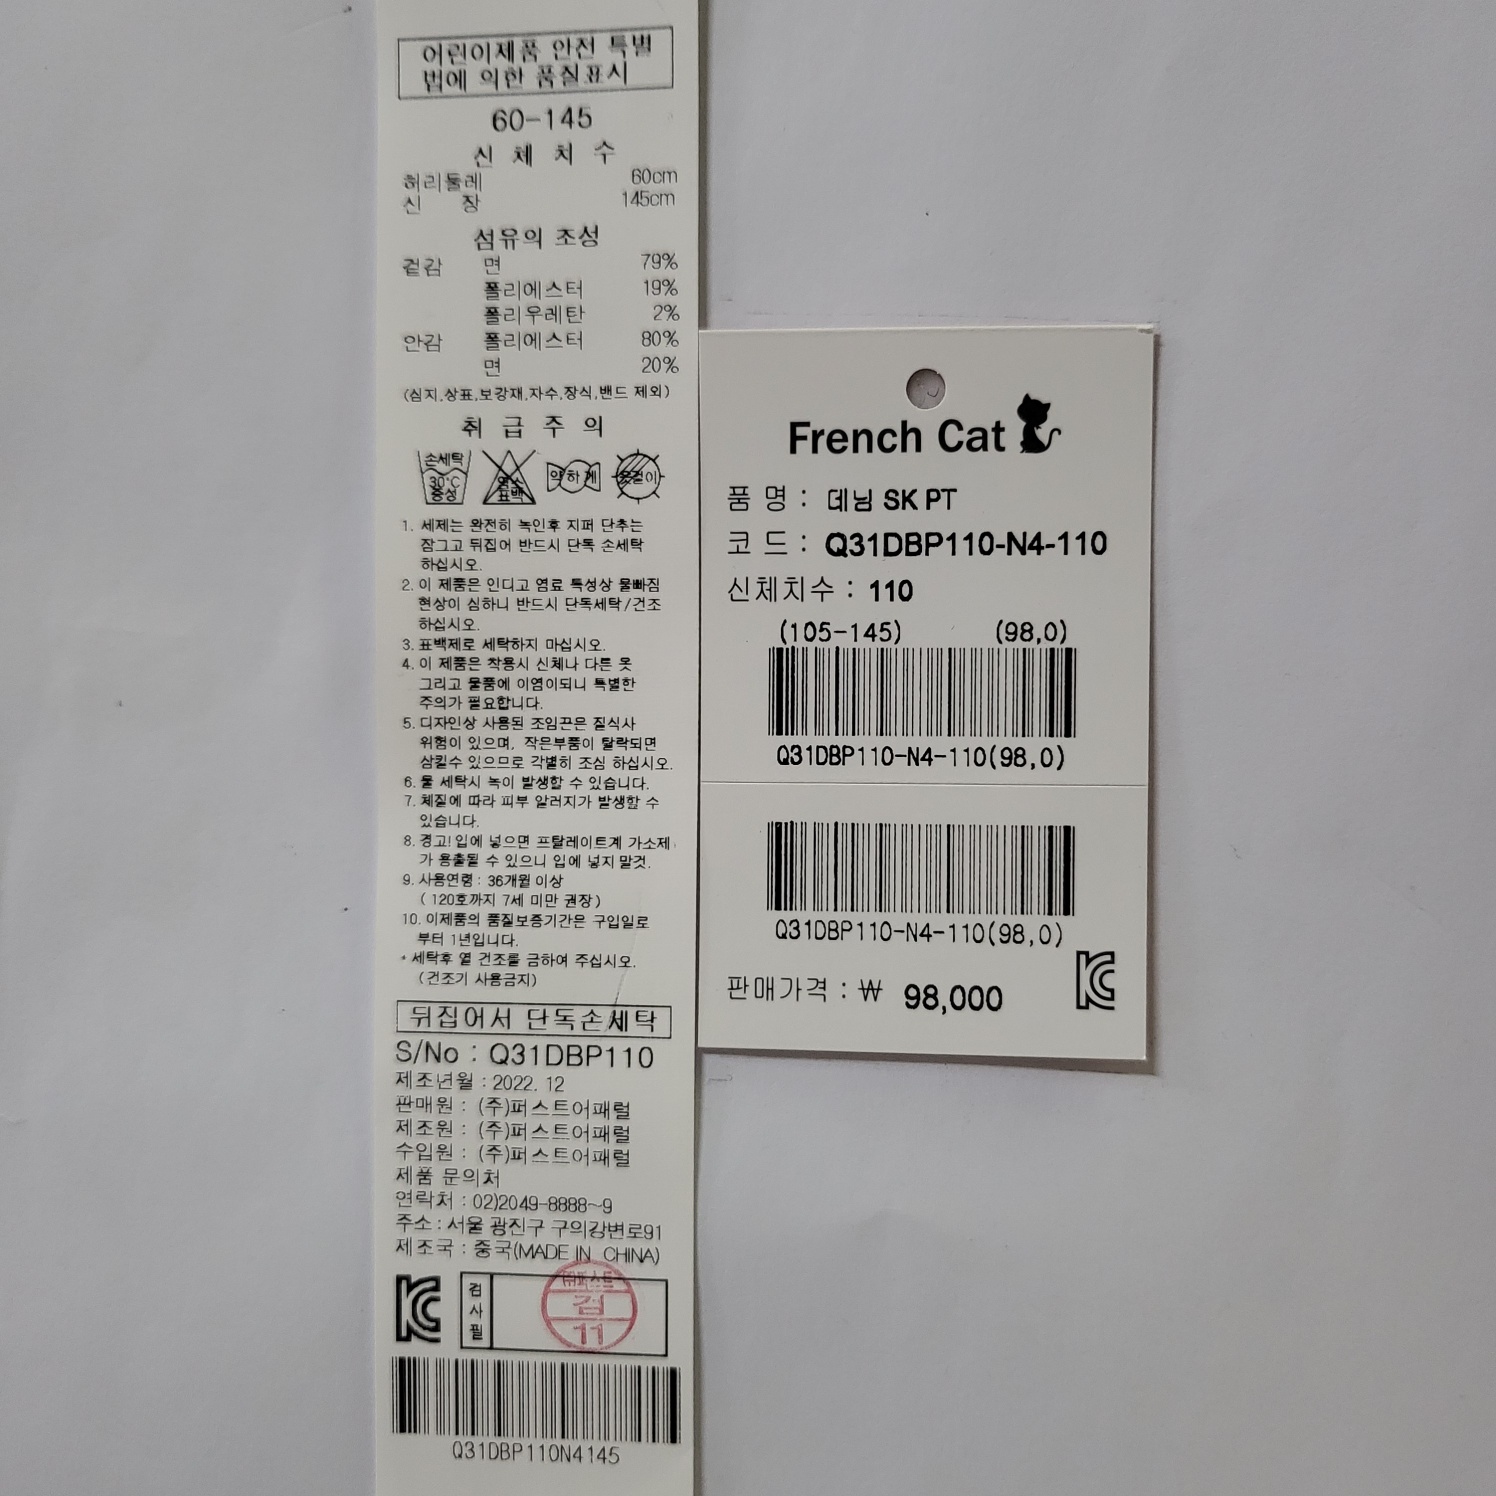 어린이제품 안전 특별
법에 의한 품질표시
60-145
신 체 치 수
허리둘레 60cm
신 장 145cm
섬유의 조성
겉감 면 79%
폴리에스터 19%
폴리우레탄 2%
안감 폴리에스터 80%
면 20%
(심지,상표,보강재,자수,장식,밴드 제외)
취 급 주 의
손세탁 30℃ 중성
염소 표백
약하게
옷걸이
1. 세제는 완전히 녹인후 지퍼 단추는
잠그고 뒤집어 반드시 단독 손세탁
하십시오.
2. 이 제품은 인디고 염료 특성상 물빠짐
현상이 심하니 반드시 단독세탁/건조
하십시오.
3. 표백제로 세탁하지 마십시오.
4. 이 제품은 착용시 신체나 다른 옷
그리고 물품에 이염이되니 특별한
주의가 필요합니다.
5. 디자인상 사용된 조임끈은 질식사
위험이 있으며, 작은부품이 탈락되면
삼킬수 있으므로 각별히 조심 하십시오.
6. 물 세탁시 녹이 발생할 수 있습니다.
7. 체질에 따라 피부 알러지가 발생할 수
있습니다.
8. 경고! 입에 넣으면 프탈레이트계 가소제
가 용출될 수 있으니 입에 넣지 말것.
9. 사용연령 : 36개월 이상
( 120호까지 7세 미만 권장 )
10. 이제품의 품질보증기간은 구입일로
부터 1년입니다.
* 세탁후 열 건조를 금하여 주십시오.
(건조기 사용금지)
뒤집어서 단독손세탁
S/No : Q31DBP110
제조년월 : 2022. 12
판매원 : (주)퍼스트어패럴
제조원 : (주)퍼스트어패럴
수입원 : (주)퍼스트어패럴
제품 문의처
연락처 : 02)2049-8888~9
주소 : 서울 광진구 구의강변로91
제조국 : 중국(MADE IN CHINA)
검사필
㈜퍼스트
검
11
Q31DBP110N4145
French Cat
품 명 : 데님 SK PT
코 드 : Q31DBP110-N4-110
신체치수 : 110
(105-145) (98,0)
Q31DBP110-N4-110(98,0)
Q31DBP110-N4-110(98,0)
판매가격 : ₩ 98,000